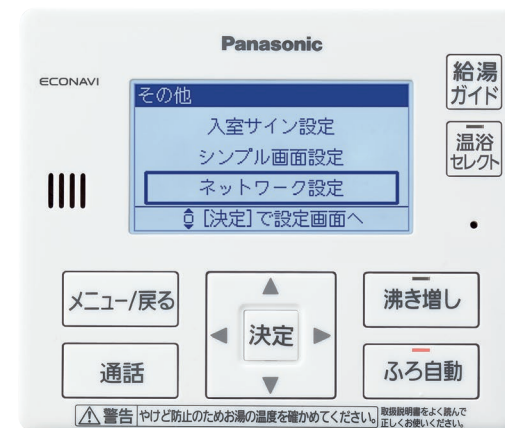 Panasonic
ECONAVI
給湯
ガイド
その他
入室サイン設定
シンプル画面設定
ネットワーク設定
[決定]で設定画面へ
温浴
セレクト
メニュー/戻る
決定
沸き増し
通話
ふろ自動
警告 やけど防止のためお湯の温度を確かめてください。
取扱説明書をよく読んで
正しくお使いください。